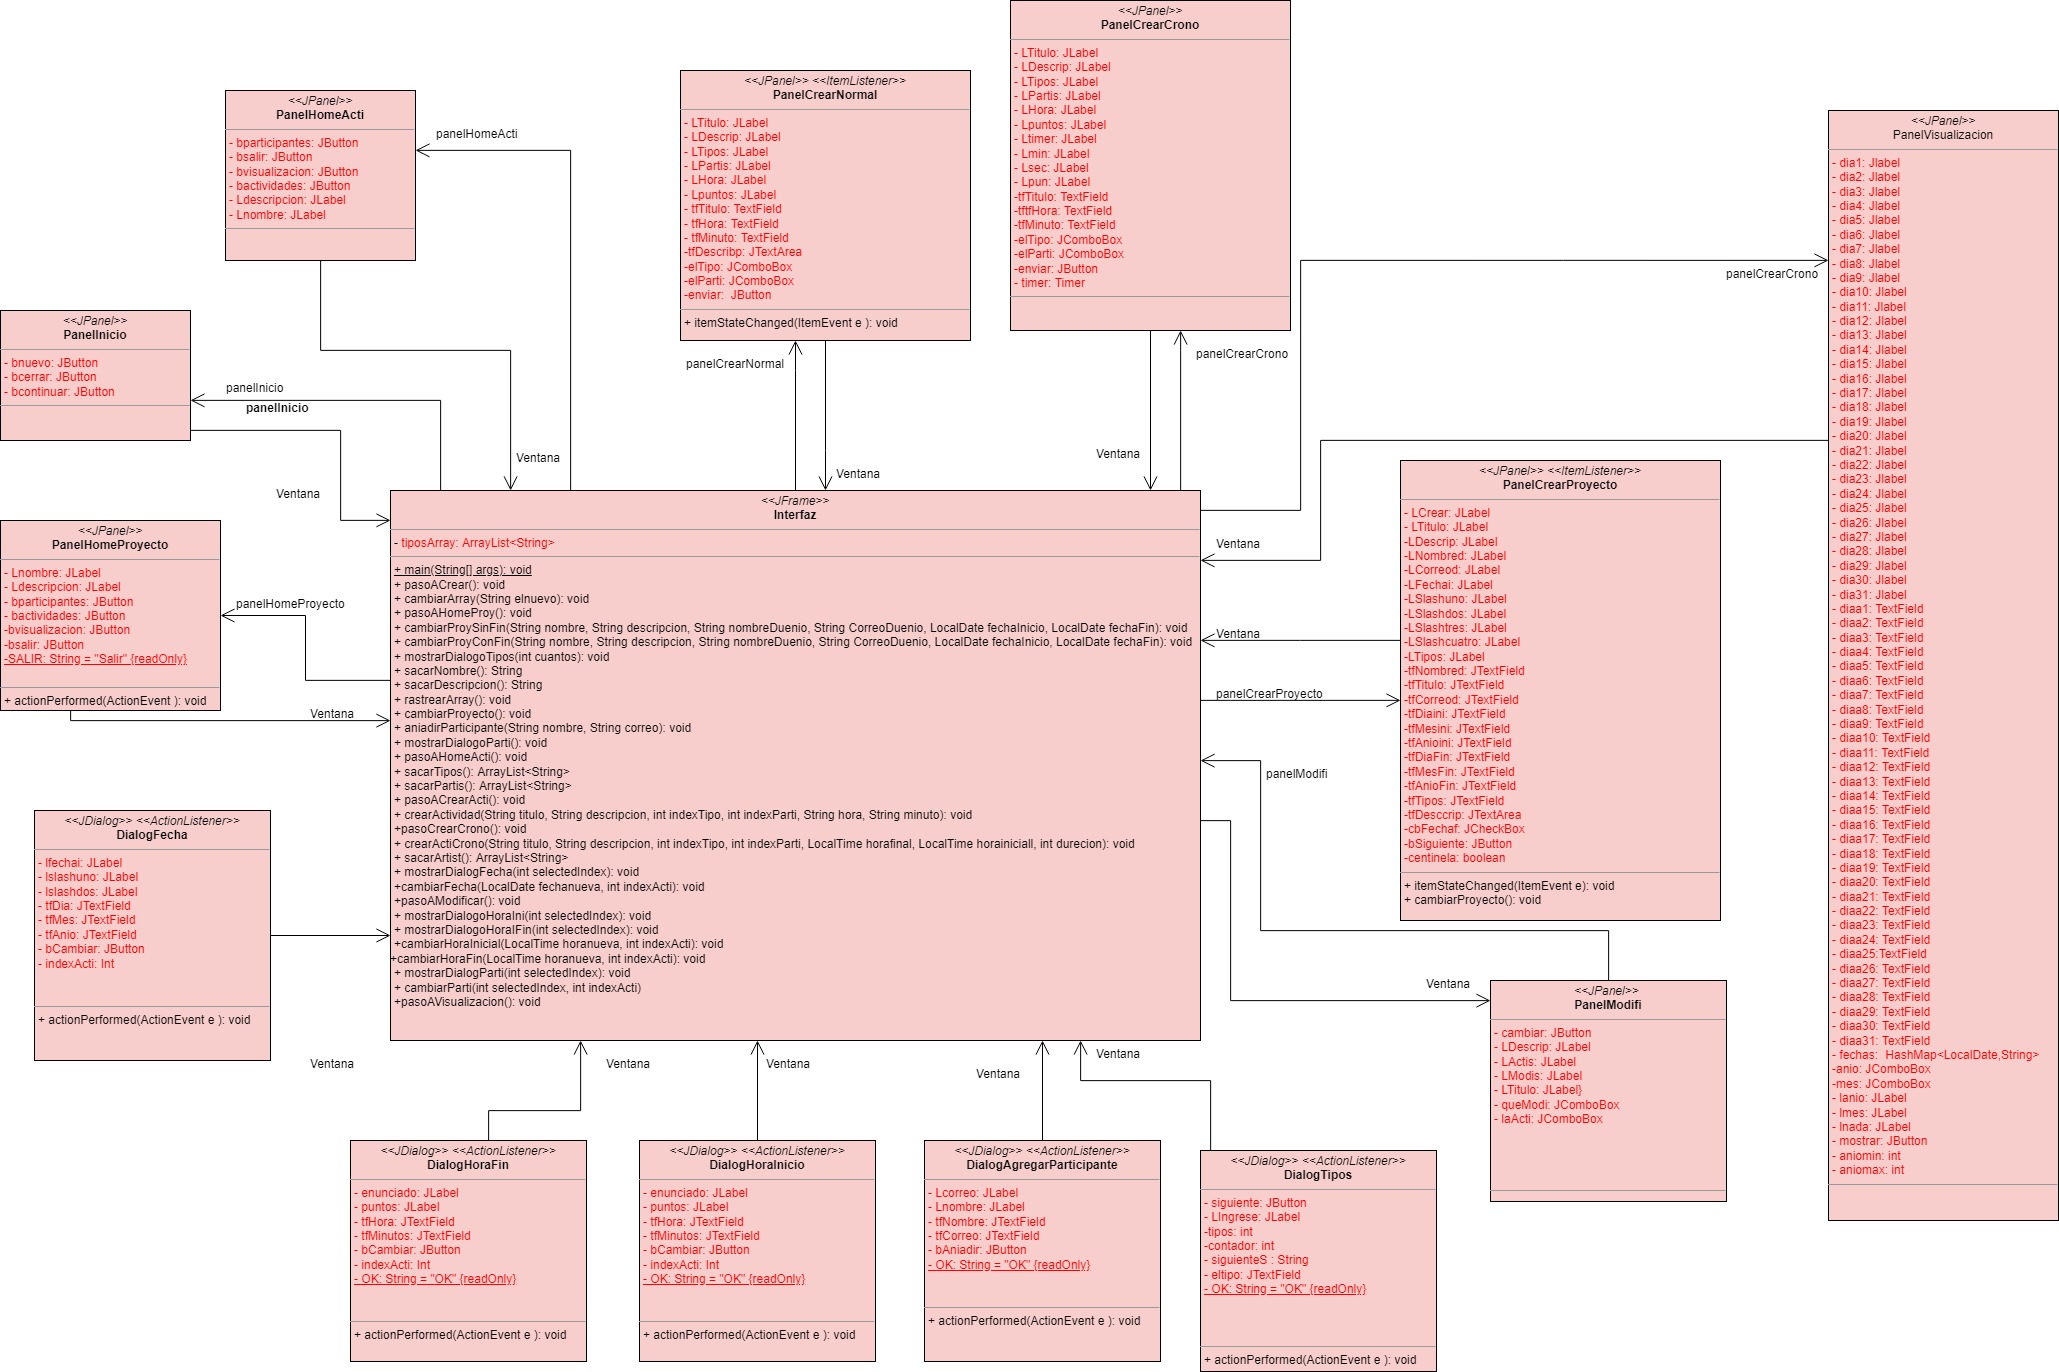 <<JPanel>>
PanelCrearCrono
- LTitulo: JLabel
- LDescrip: JLabel
- LTipos: JLabel
- LPartis: JLabel
- LHora: JLabel
- Lpuntos: JLabel
- Ltimer: JLabel
- Lmin: JLabel
- Lsec: JLabel
- Lpun: JLabel
-tfTitulo: TextField
-tftfHora: TextField
-tfMinuto: TextField
-elTipo: JComboBox
-elParti: JComboBox
-enviar: JButton
- timer: Timer
<<JPanel>> <<ItemListener>>
PanelCrearNormal
- LTitulo: JLabel
- LDescrip: JLabel
- LTipos: JLabel
- LPartis: JLabel
- LHora: JLabel
- Lpuntos: JLabel
- tfTitulo: TextField
- tfHora: TextField
- tfMinuto: TextField
-tfDescribp: JTextArea
-elTipo: JComboBox
-elParti: JComboBox
-enviar:  JButton
+ itemStateChanged(ItemEvent e ): void
<<JPanel>>
PanelHomeActi
- bparticipantes: JButton
- bsalir: JButton
- bvisualizacion: JButton
- bactividades: JButton
- Ldescripcion: JLabel
- Lnombre: JLabel
panelHomeActi
<<JPanel>>
PanelVisualizacion
- dia1: Jlabel
- dia2: Jlabel
- dia3: Jlabel
- dia4: Jlabel
- dia5: Jlabel
- dia6: Jlabel
- dia7: Jlabel
- dia8: Jlabel
- dia9: Jlabel
- dia10: Jlabel
- dia11: Jlabel
- dia12: Jlabel
- dia13: Jlabel
- dia14: Jlabel
- dia15: Jlabel
- dia16: Jlabel
- dia17: Jlabel
- dia18: Jlabel
- dia19: Jlabel
- dia20: Jlabel
- dia21: Jlabel
- dia22: Jlabel
- dia23: Jlabel
- dia24: Jlabel
- dia25: Jlabel
- dia26: Jlabel
- dia27: Jlabel
- dia28: Jlabel
- dia29: Jlabel
- dia30: Jlabel
- dia31: Jlabel
- diaa1: TextField
- diaa2: TextField
- diaa3: TextField
- diaa4: TextField
- diaa5: TextField
- diaa6: TextField
- diaa7: TextField
- diaa8: TextField
- diaa9: TextField
- diaa10: TextField
- diaa11: TextField
- diaa12: TextField
- diaa13: TextField
- diaa14: TextField
- diaa15: TextField
- diaa16: TextField
- diaa17: TextField
- diaa18: TextField
- diaa19: TextField
- diaa20: TextField
- diaa21: TextField
- diaa22: TextField
- diaa23: TextField
- diaa24: TextField
- diaa25:TextField
- diaa26: TextField
- diaa27: TextField
- diaa28: TextField
- diaa29: TextField
- diaa30: TextField
- diaa31: TextField
- fechas:  HashMap<LocalDate,String>
-anio: JComboBox
-mes: JComboBox
- lanio: JLabel
- lmes: JLabel
- lnada: JLabel
- mostrar: JButton
- aniomin: int
- aniomax: int
panelCrearCrono
<<JPanel>>
PanelInicio
- bnuevo: JButton
- bcerrar: JButton
- bcontinuar: JButton
panelInicio
panelInicio
Ventana
Ventana
panelCrearNormal
Ventana
panelCrearCrono
Ventana
<<JPanel>>
PanelHomeProyecto
- Lnombre: JLabel
- Ldescripcion: JLabel
- bparticipantes: JButton
- bactividades: JButton
-bvisualizacion: JButton
-bsalir: JButton
-SALIR: String = "Salir" {readOnly}
+ actionPerformed(ActionEvent ): void
panelHomeProyecto
Ventana
<<JFrame>>
Interfaz
- tiposArray: ArrayList<String>
+ main(String[] args): void
+ pasoACrear(): void
+ cambiarArray(String elnuevo): void
+ pasoAHomeProy(): void
+ cambiarProySinFin(String nombre, String descripcion, String nombreDuenio, String CorreoDuenio, LocalDate fechaInicio, LocalDate fechaFin): void
+ cambiarProyConFin(String nombre, String descripcion, String nombreDuenio, String CorreoDuenio, LocalDate fechaInicio, LocalDate fechaFin): void
+ mostrarDialogoTipos(int cuantos): void
+ sacarNombre(): String
+ sacarDescripcion(): String
+ rastrearArray(): void
+ cambiarProyecto(): void
+ aniadirParticipante(String nombre, String correo): void
+ mostrarDialogoParti(): void
+ pasoAHomeActi(): void
+ sacarTipos(): ArrayList<String>
+ sacarPartis(): ArrayList<String>
+ pasoACrearActi(): void
+ crearActividad(String titulo, String descripcion, int indexTipo, int indexParti, String hora, String minuto): void
+pasoCrearCrono(): void
+ crearActiCrono(String titulo, String descripcion, int indexTipo, int indexParti, LocalTime horafinal, LocalTime horainiciall, int durecion): void
+ sacarArtist(): ArrayList<String>
+ mostrarDialogFecha(int selectedIndex): void
+cambiarFecha(LocalDate fechanueva, int indexActi): void
+pasoAModificar(): void
+ mostrarDialogoHoraIni(int selectedIndex): void
+ mostrarDialogoHoralFin(int selectedIndex): void
+cambiarHoraInicial(LocalTime horanueva, int indexActi): void
+cambiarHoraFin(LocalTime horanueva, int indexActi): void
+ mostrarDialogParti(int selectedIndex): void
+ cambiarParti(int selectedIndex, int indexActi)
+pasoAVisualizacion(): void
Ventana
Ventana
panelCrearProyecto
panelModifi
<<JPanel>> <<ItemListener>>
PanelCrearProyecto
- LCrear: JLabel
- LTitulo: JLabel
-LDescrip: JLabel
-LNombred: JLabel
-LCorreod: JLabel
-LFechai: JLabel
-LSlashuno: JLabel
-LSlashdos: JLabel
-LSlashtres: JLabel
-LSlashcuatro: JLabel
-LTipos: JLabel
-tfNombred: JTextField
-tfTitulo: JTextField
-tfCorreod: JTextField
-tfDiaini: JTextField
-tfMesini: JTextField
-tfAnioini: JTextField
-tfDiaFin: JTextField
-tfMesFin: JTextField
-tfAnioFin: JTextField
-tfTipos: JTextField
-tfDesccrip: JTextArea
-cbFechaf: JCheckBox
-bSiguiente: JButton
-centinela: boolean
+ itemStateChanged(ItemEvent e): void
+ cambiarProyecto(): void
<<JDialog>> <<ActionListener>>
DialogFecha
- lfechai: JLabel
- lslashuno: JLabel
- lslashdos: JLabel
- tfDia: JTextField
- tfMes: JTextField
- tfAnio: JTextField
- bCambiar: JButton
- indexActi: Int
+ actionPerformed(ActionEvent e ): void
Ventana
Ventana
<<JPanel>>
PanelModifi
- cambiar: JButton
- LDescrip: JLabel
- LActis: JLabel
- LModis: JLabel
- LTitulo: JLabel}
- queModi: JComboBox
- laActi: JComboBox
Ventana
Ventana
Ventana
Ventana
<<JDialog>> <<ActionListener>>
DialogHoraFin
- enunciado: JLabel
- puntos: JLabel
- tfHora: JTextField
- tfMinutos: JTextField
- bCambiar: JButton
- indexActi: Int
- OK: String = "OK" {readOnly}
+ actionPerformed(ActionEvent e ): void
<<JDialog>> <<ActionListener>>
DialogHoraInicio
- enunciado: JLabel
- puntos: JLabel
- tfHora: JTextField
- tfMinutos: JTextField
- bCambiar: JButton
- indexActi: Int
- OK: String = "OK" {readOnly}
+ actionPerformed(ActionEvent e ): void
<<JDialog>> <<ActionListener>>
DialogAgregarParticipante
- Lcorreo: JLabel
- Lnombre: JLabel
- tfNombre: JTextField
- tfCorreo: JTextField
- bAniadir: JButton
- OK: String = "OK" {readOnly}
+ actionPerformed(ActionEvent e ): void
<<JDialog>> <<ActionListener>>
DialogTipos
- siguiente: JButton
- LIngrese: JLabel
-tipos: int
-contador: int
- siguienteS : String
- eltipo: JTextField
- OK: String = "OK" {readOnly}
+ actionPerformed(ActionEvent e ): void